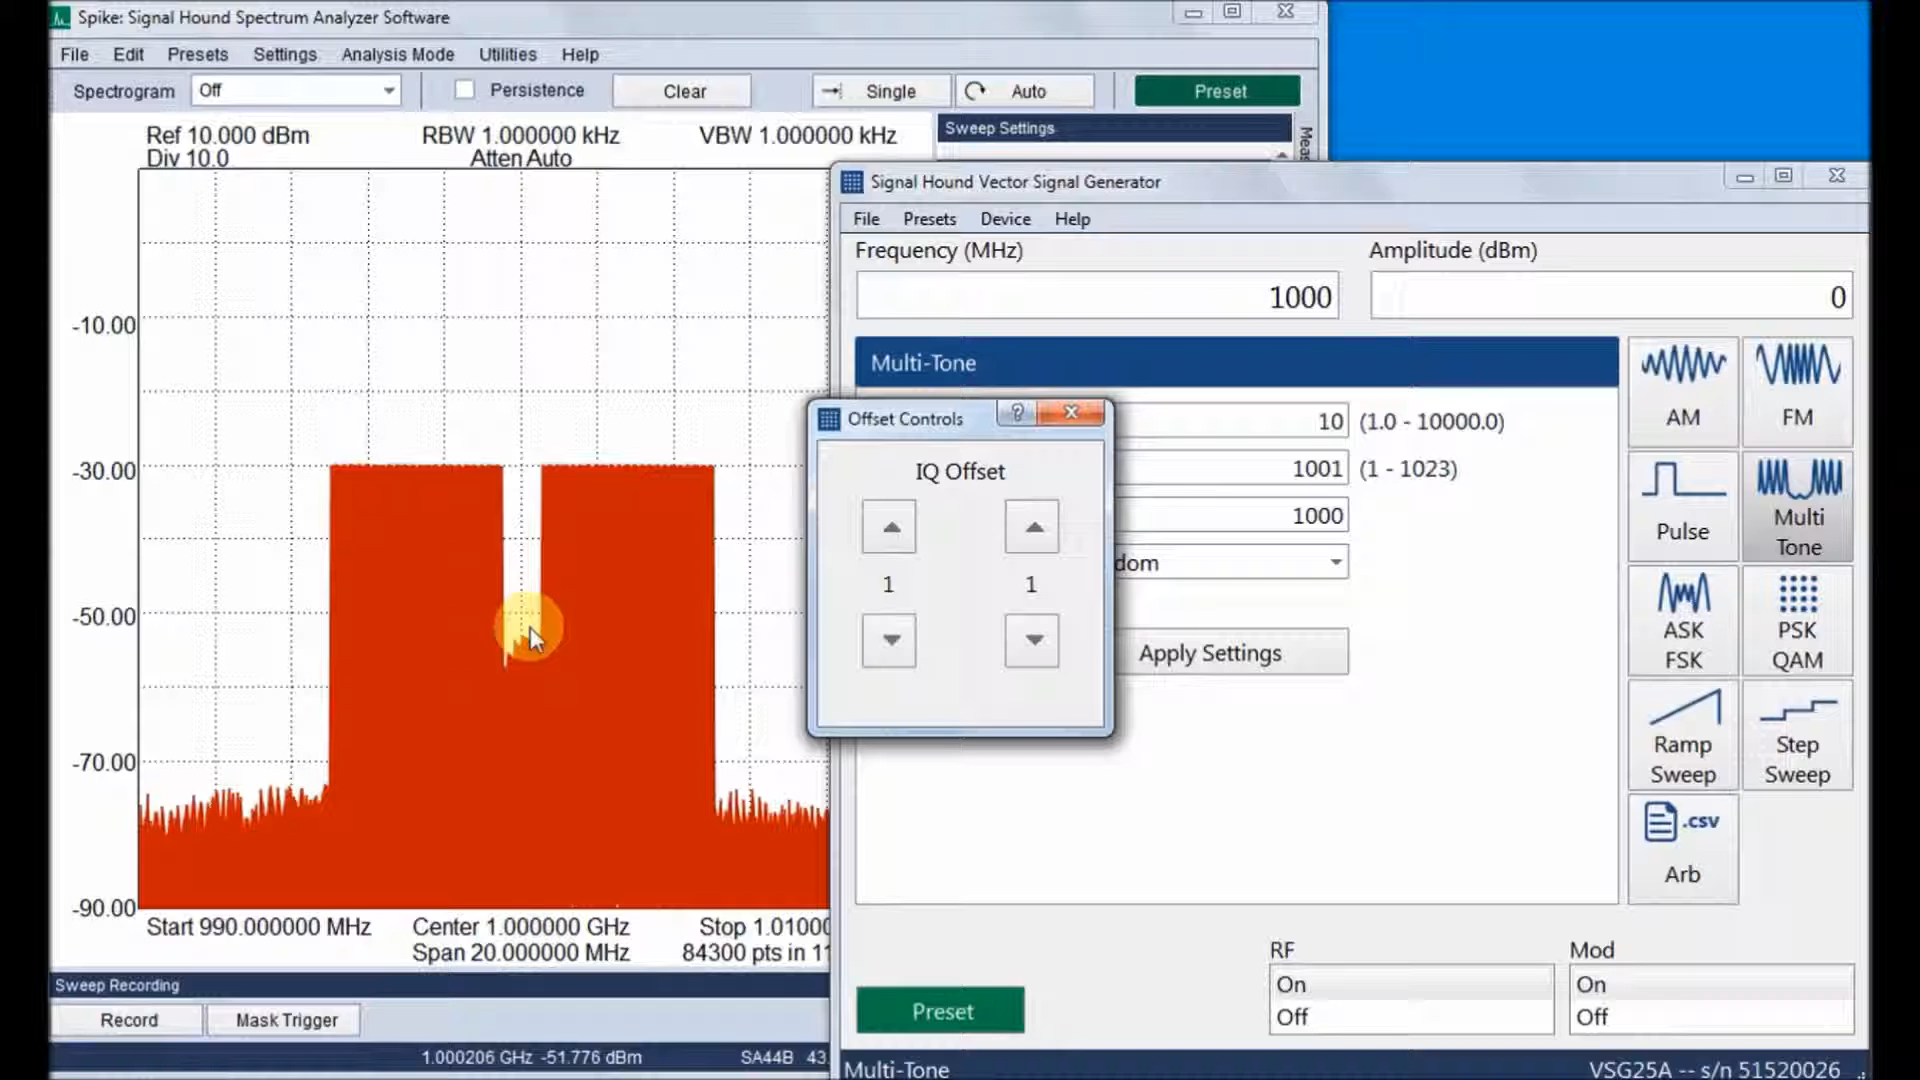 Spike: Signal Hound Spectrum Analyzer Software
File Edit Presets Settings Analysis Mode Utilities Help
Spectrogram Off Persistence Clear Single Auto Preset
Ref 10.000 dBm RBW 1.000000 kHz VBW 1.000000 kHz
Div 10.0 Atten Auto
Sweep Settings
-10.00
-30.00
-50.00
-70.00
-90.00
Start 990.000000 MHz Center 1.000000 GHz Stop 1.01000
Span 20.000000 MHz 84300 pts in 11
Sweep Recording
Record Mask Trigger
1.000206 GHz -51.776 dBm SA44B 43
Signal Hound Vector Signal Generator
File Presets Device Help
Frequency (MHz) Amplitude (dBm)
1000 0
Multi-Tone
10 (1.0 - 10000.0)
1001 (1 - 1023)
1000
dom
Apply Settings
Offset Controls ?
IQ Offset
1 1
AM FM
Pulse Multi
Tone
ASK
FSK
PSK
QAM
Ramp
Sweep
Step
Sweep
.csv
Arb
RF Mod
On On
Off Off
Preset
Multi-Tone VSG25A -- s/n 51520026